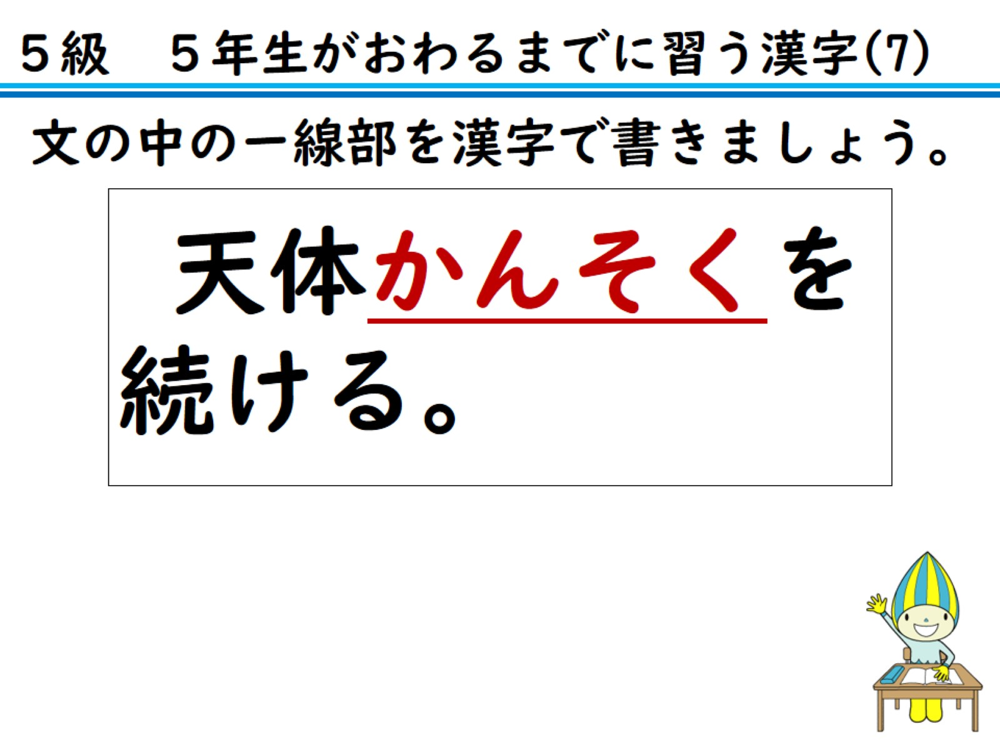 ５級　５年生がおわるまでに習う漢字(7)
文の中の一線部を漢字で書きましょう。
天体かんそくを
続ける。